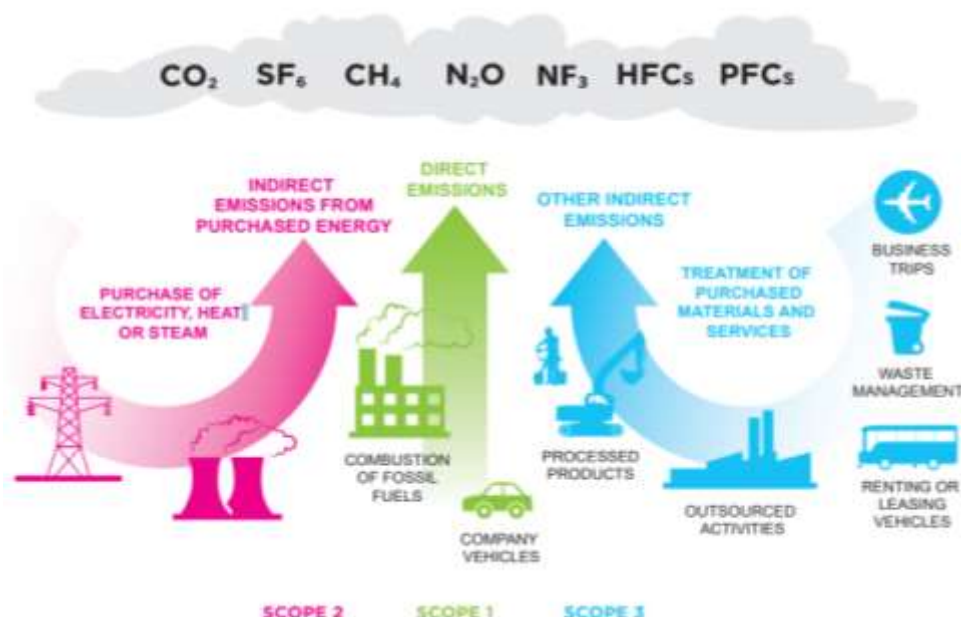 CO₂ SF₆ CH₄ N₂O NF₃ HFCs PFCs
INDIRECT
EMISSIONS FROM
PURCHASED ENERGY
DIRECT
EMISSIONS
OTHER INDIRECT
EMISSIONS
PURCHASE OF
ELECTRICITY, HEAT
OR STEAM
TREATMENT OF
PURCHASED
MATERIALS AND
SERVICES
BUSINESS
TRIPS
WASTE
MANAGEMENT
COMBUSTION
OF FOSSIL
FUELS
PROCESSED
PRODUCTS
RENTING OR
LEASING
VEHICLES
OUTSOURCED
ACTIVITIES
COMPANY
VEHICLES
SCOPE 2 SCOPE 1 SCOPE 3